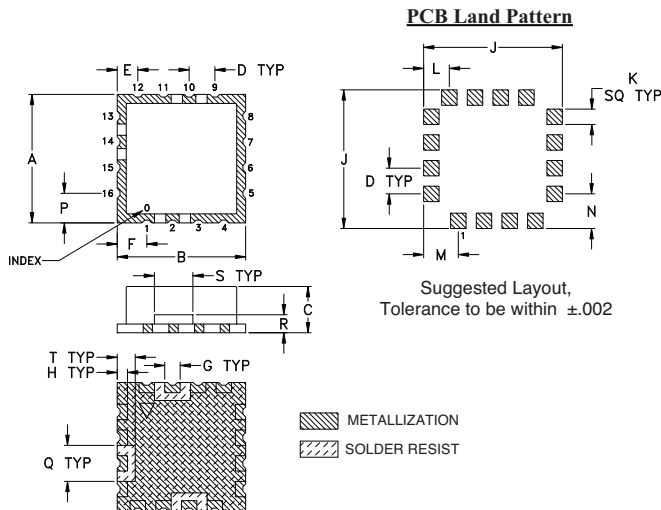 PCB Land Pattern
E
D TYP
12 11 10 9
13
14
15
16
8
7
6
5
0
1 2 3 4
A
P
F
B
INDEX
J
L
K
SQ TYP
J
D TYP
N
M
1
Suggested Layout,
Tolerance to be within ±.002
S TYP
C
R
T TYP
H TYP
G TYP
Q TYP
METALLIZATION
SOLDER RESIST